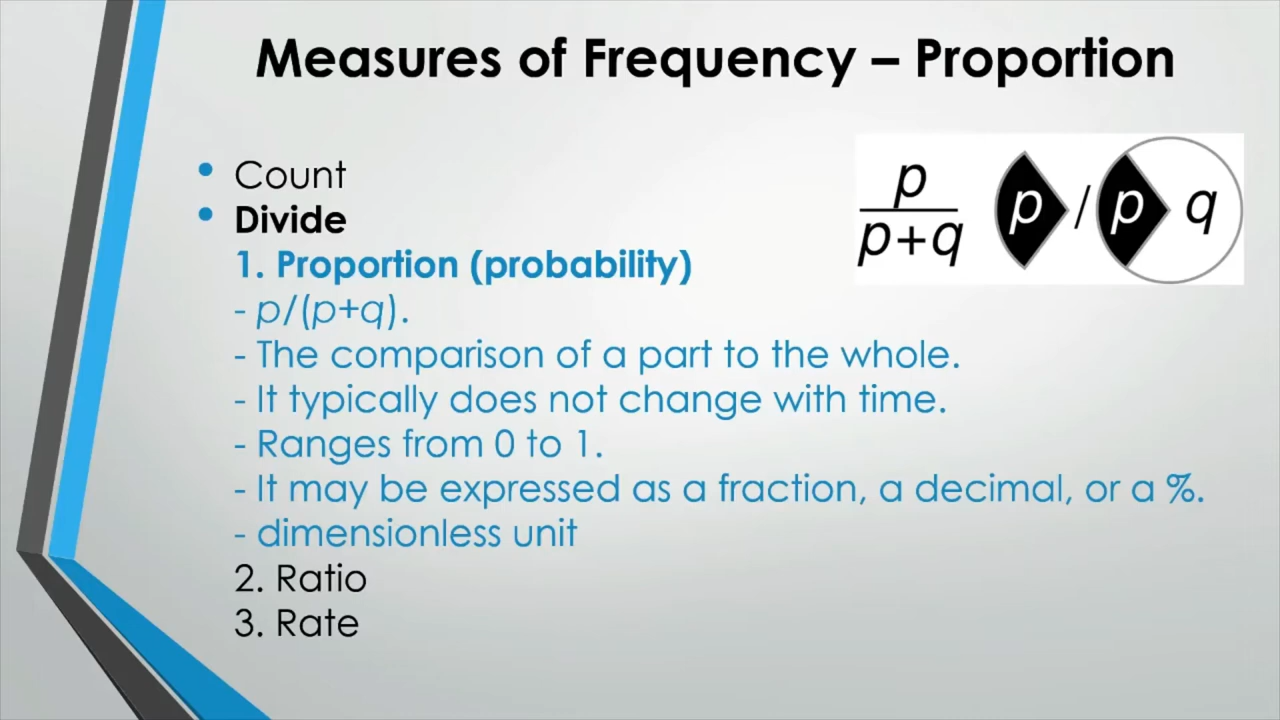 Measures of Frequency – Proportion
• Count
• Divide
1. Proportion (probability)
- p/(p+q).
- The comparison of a part to the whole.
- It typically does not change with time.
- Ranges from 0 to 1.
- It may be expressed as a fraction, a decimal, or a %.
- dimensionless unit
2. Ratio
3. Rate
p
p+q
p / p q